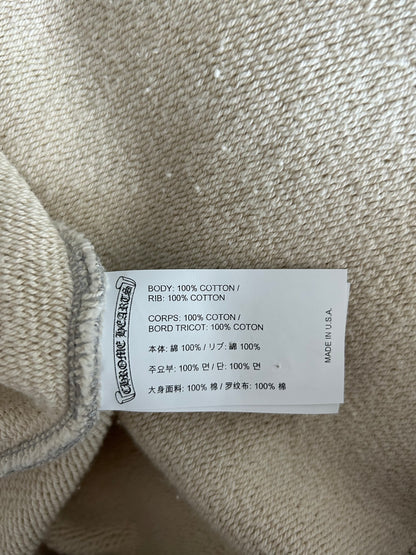 CHROME HEARTS
BODY: 100% COTTON /
RIB: 100% COTTON
CORPS: 100% COTON /
BORD TRICOT: 100% COTON
本体: 綿 100% / リブ: 綿 100%
주요부: 100% 면 / 단: 100% 면
大身面料: 100% 棉 / 罗纹布: 100% 棉
MADE IN U.S.A.